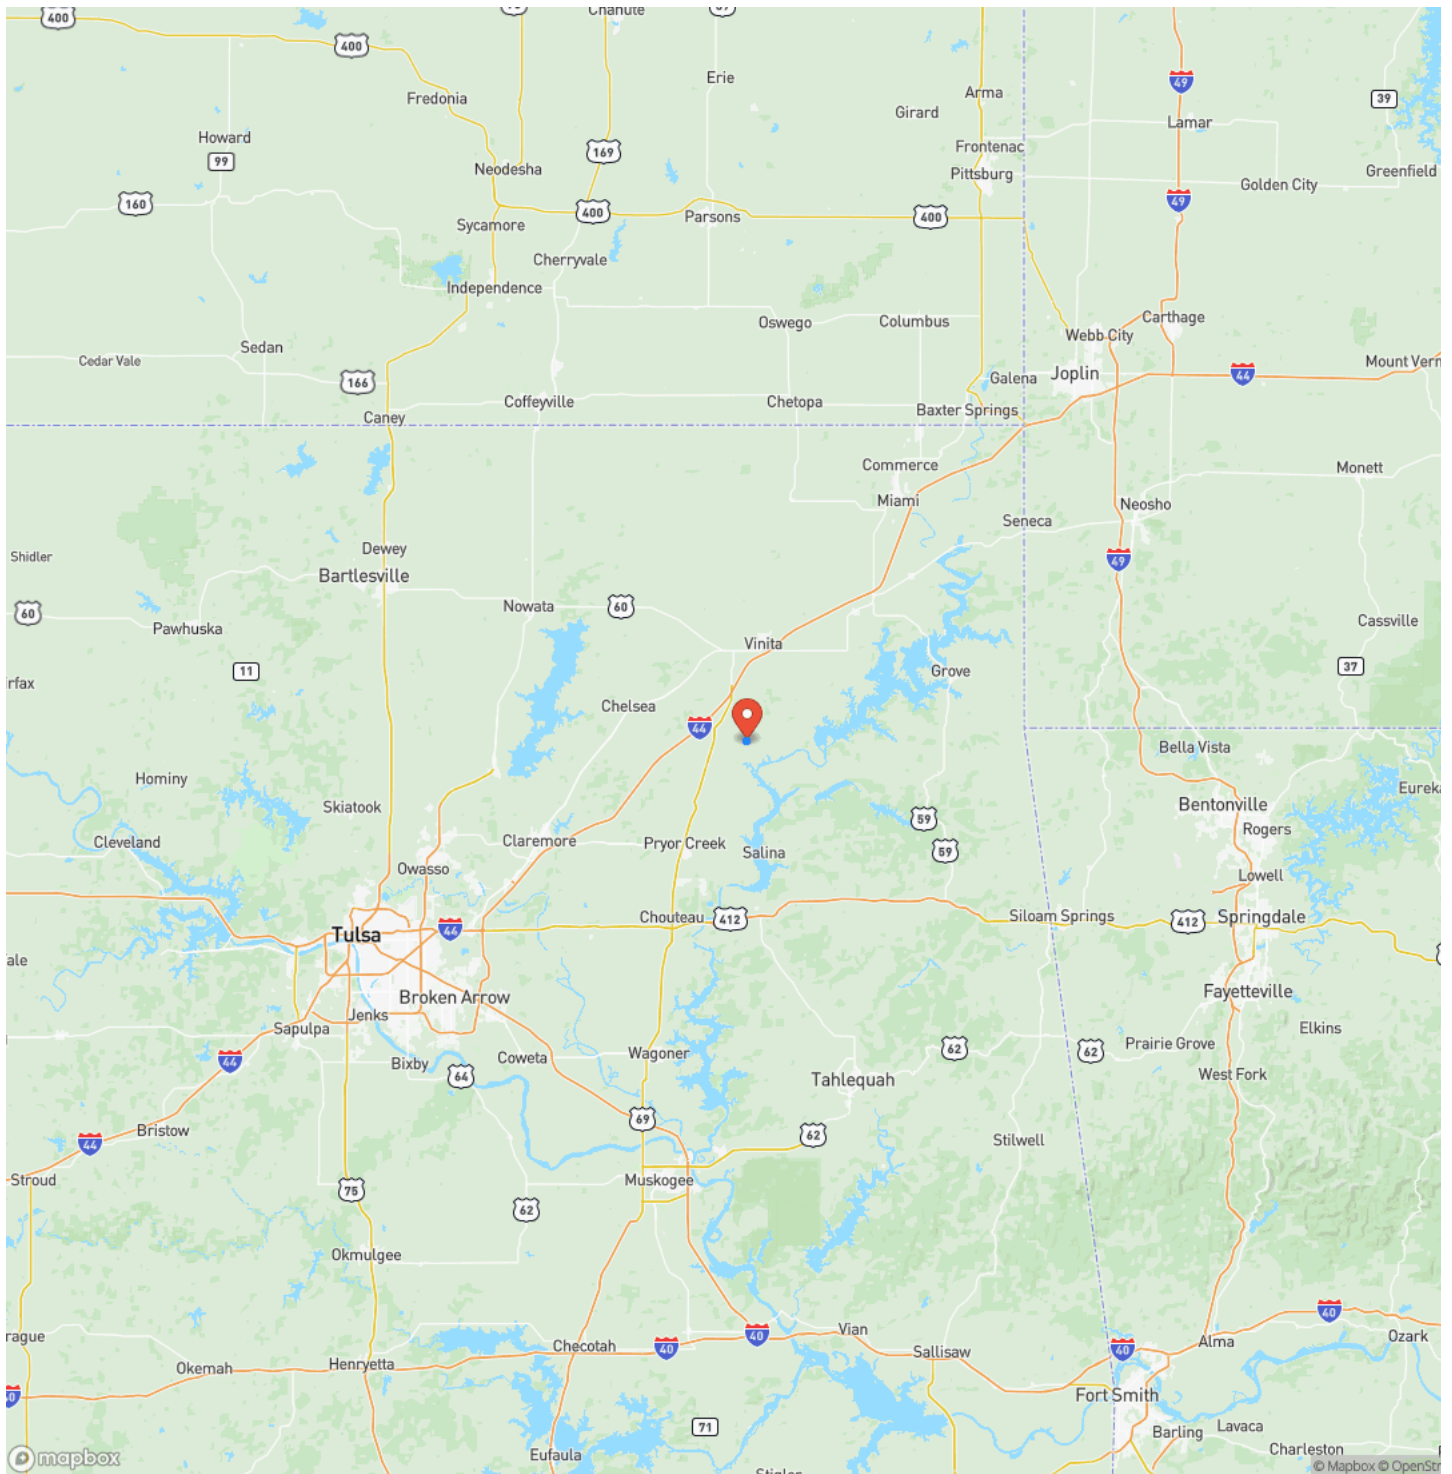 400
Chanute
400
Erie
Fredonia
Arma
49
39
Girard
Lamar
Howard
99
169
Frontenac
Neodesha
Pittsburg
Greenfield
Golden City
160
400
Parsons
400
49
Sycamore
Cherryvale
Independence
Oswego
Columbus
Carthage
Webb City
Sedan
Cedar Vale
Mount Vern
166
Galena
Joplin
44
Coffeyville
Chetopa
Baxter Springs
Caney
Commerce
Monett
Miami
Neosho
Seneca
Dewey
Shidler
49
Bartlesville
60
Nowata
60
Pawhuska
Cassville
Vinita
11
37
Grove
rfax
Chelsea
44
Bella Vista
Hominy
Eureka
Skiatook
Bentonville
59
Rogers
Cleveland
Claremore
Pryor Creek
Salina
59
Owasso
Lowell
Chouteau
412
Siloam Springs
412
Springdale
Tulsa
44
ale
Broken Arrow
Fayetteville
Jenks
Sapulpa
Elkins
44
Bixby
Coweta
Wagoner
62
62
Prairie Grove
64
Tahlequah
West Fork
69
Bristow
44
62
Stilwell
Stroud
75
Muskogee
62
Okmulgee
40
rague
Checotah
40
40
Vian
Alma
Ozark
Okemah
Henryetta
Sallisaw
40
40
Fort Smith
71
Lavaca
Barling
Eufaula
Charleston
mapbox
© Mapbox © OpenStr